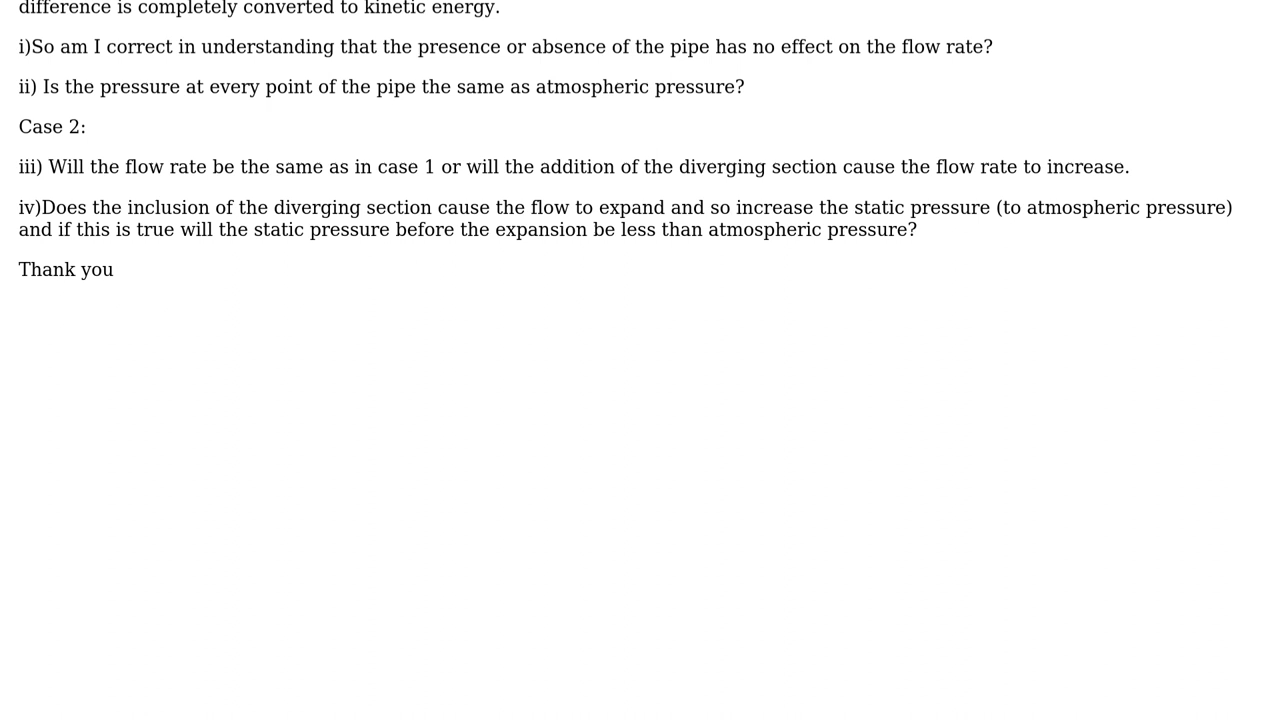 difference is completely converted to kinetic energy.
i)So am I correct in understanding that the presence or absence of the pipe has no effect on the flow rate?
ii) Is the pressure at every point of the pipe the same as atmospheric pressure?
Case 2:
iii) Will the flow rate be the same as in case 1 or will the addition of the diverging section cause the flow rate to increase.
iv)Does the inclusion of the diverging section cause the flow to expand and so increase the static pressure (to atmospheric pressure)
and if this is true will the static pressure before the expansion be less than atmospheric pressure?
Thank you